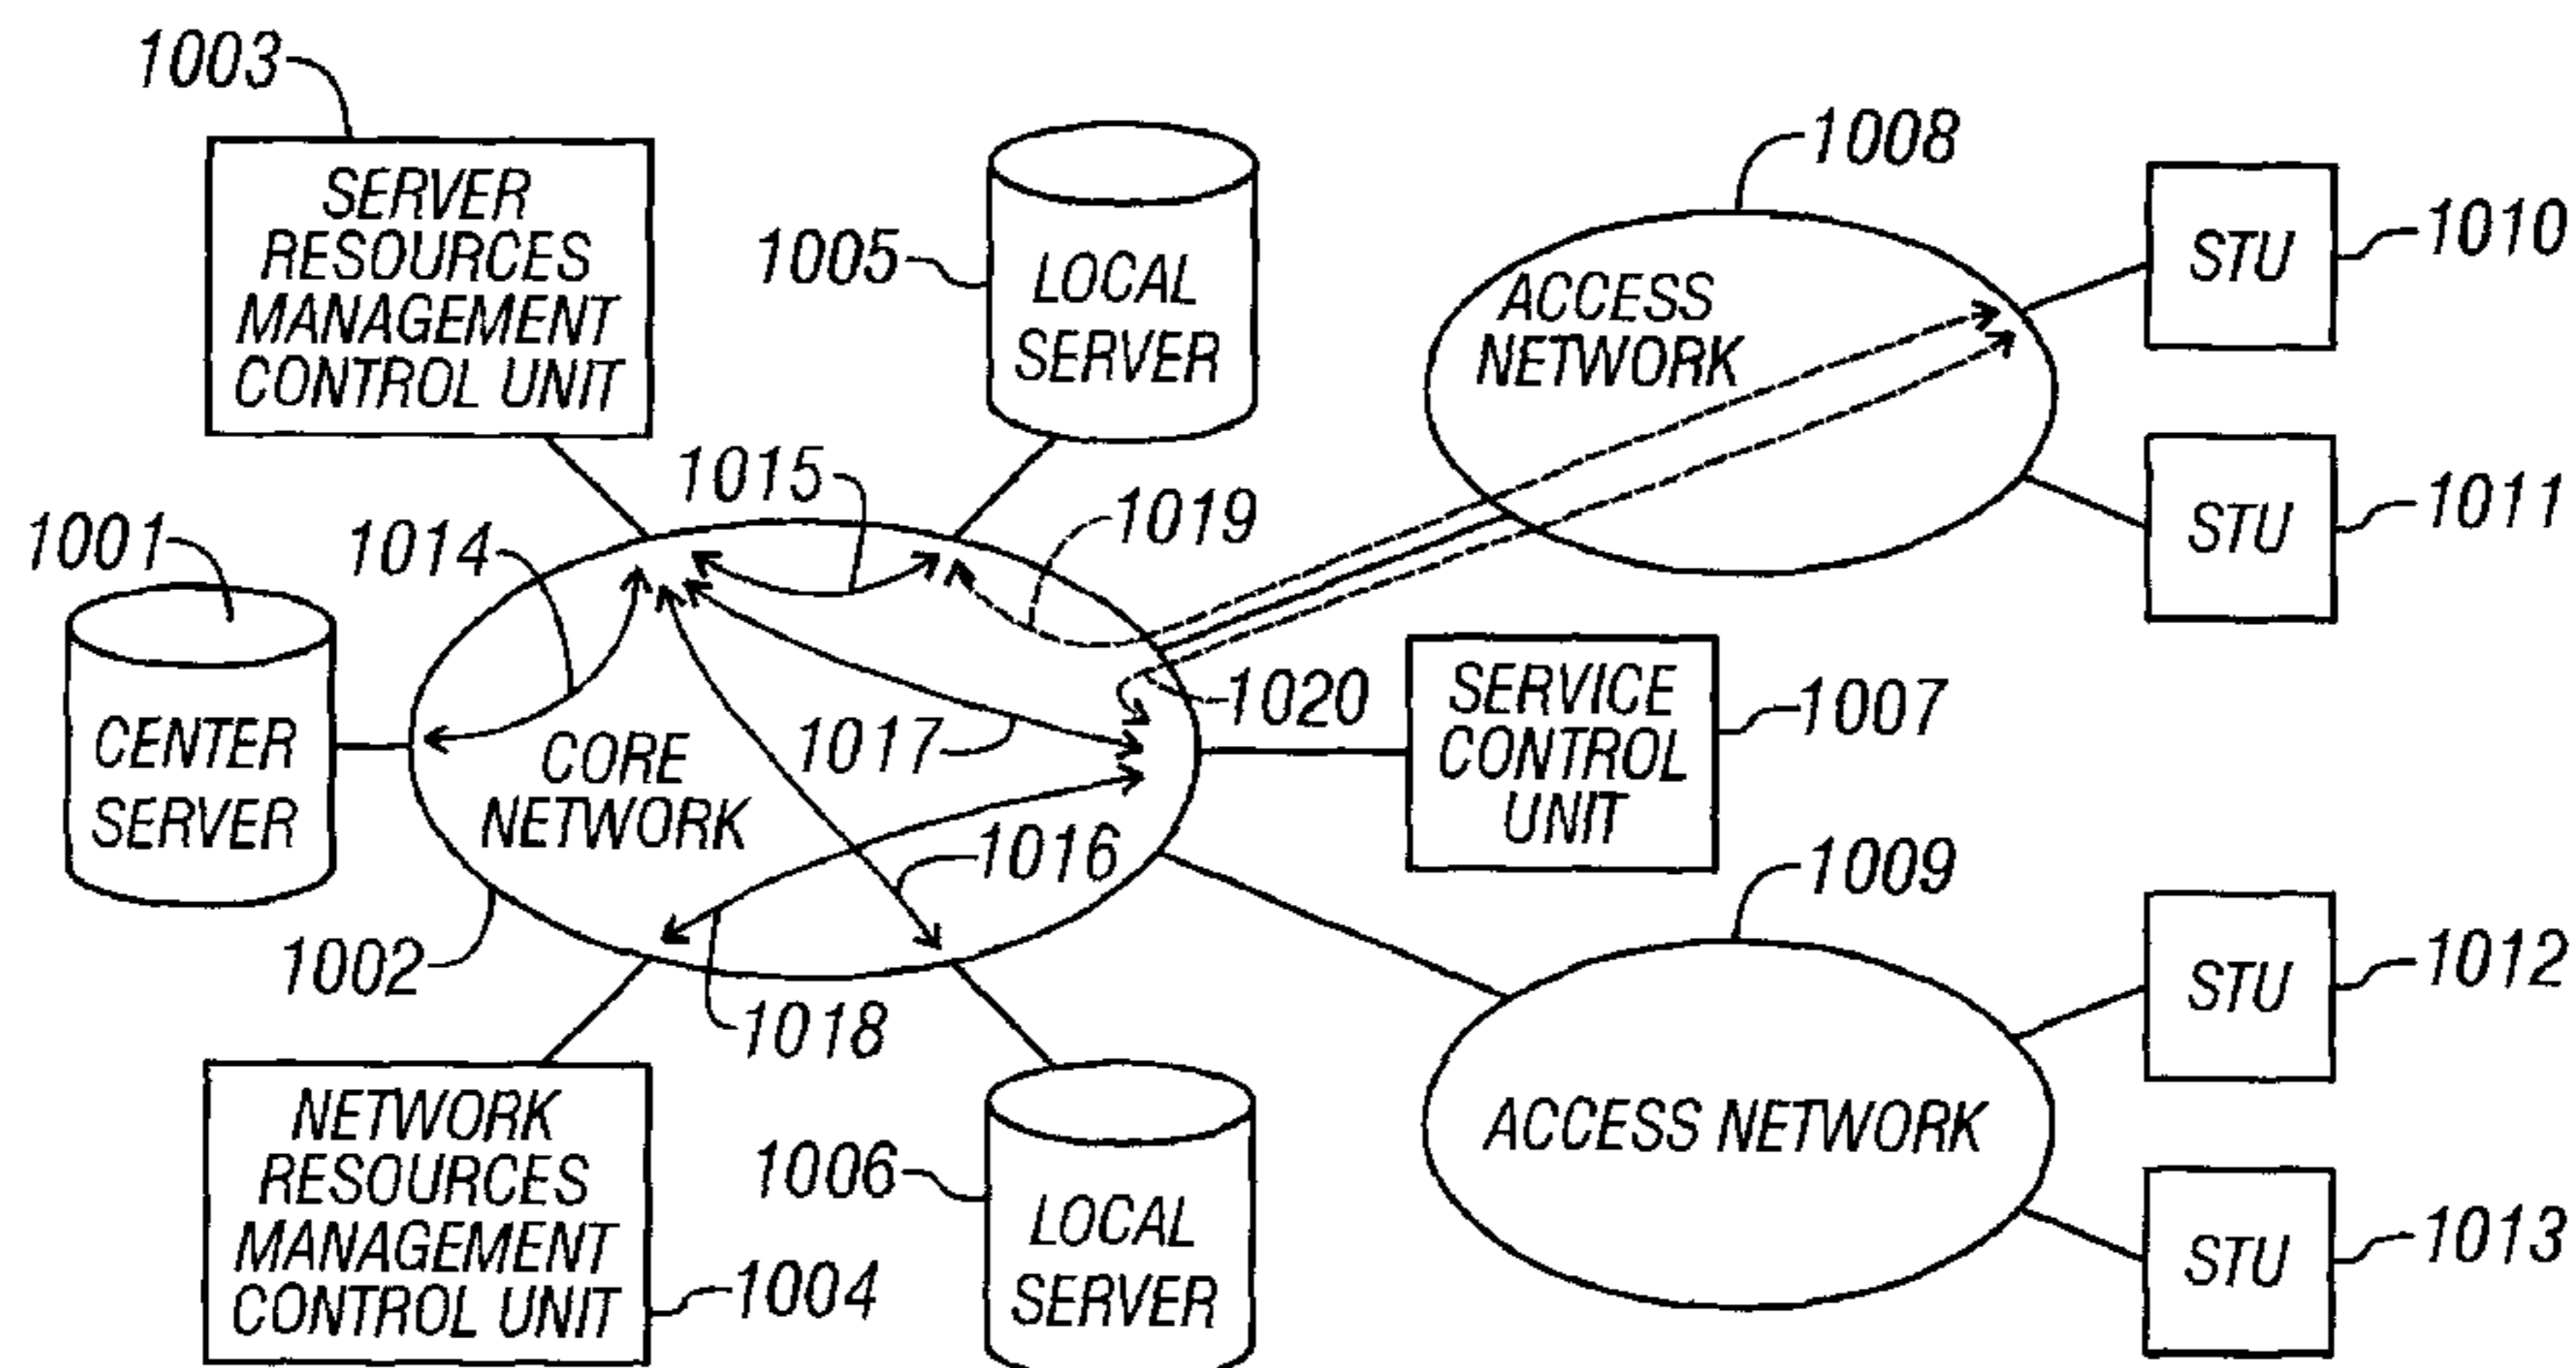 1003
SERVER
RESOURCES
MANAGEMENT
CONTROL UNIT
1005
LOCAL
SERVER
1008
ACCESS
NETWORK
STU
1010
STU
1011
1001
CENTER
SERVER
1014
1015
1019
1017
1020
CORE
NETWORK
1016
1018
1002
SERVICE
CONTROL
UNIT
1007
1009
ACCESS NETWORK
STU
1012
STU
1013
NETWORK
RESOURCES
MANAGEMENT
CONTROL UNIT
1004
1006
LOCAL
SERVER